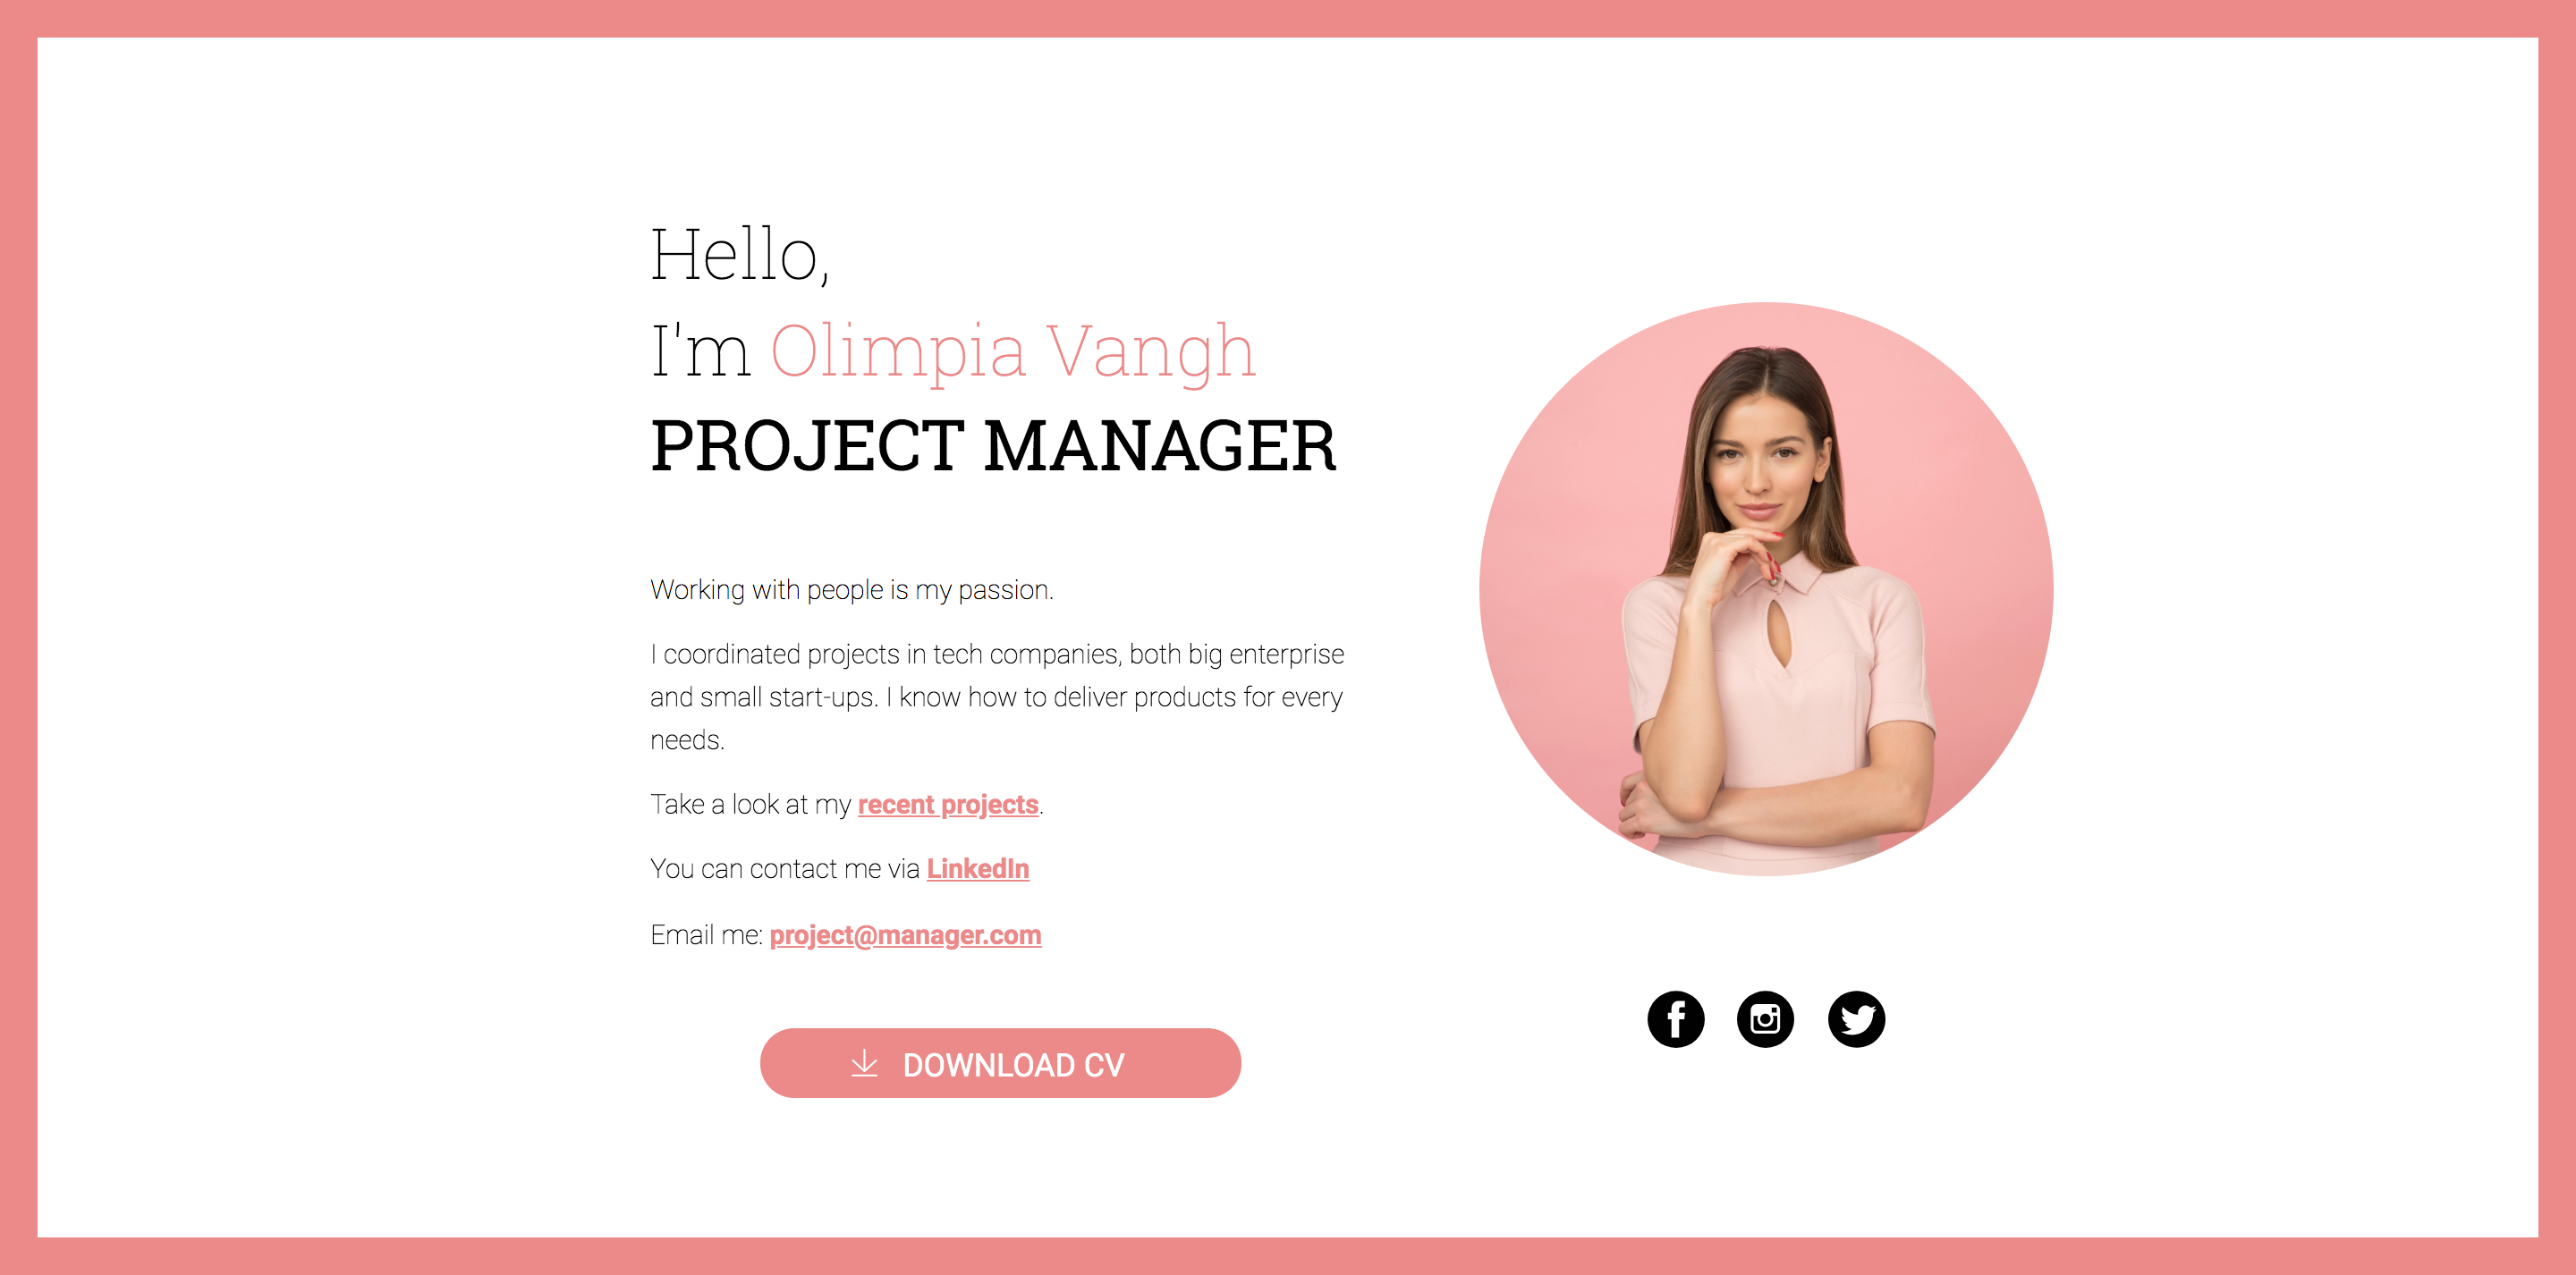 Hello,
I'm Olimpia Vangh
PROJECT MANAGER
Working with people is my passion.
I coordinated projects in tech companies, both big enterprise
and small start-ups. I know how to deliver products for every
needs.
Take a look at my recent projects.
You can contact me via LinkedIn
Email me: project@manager.com
DOWNLOAD CV